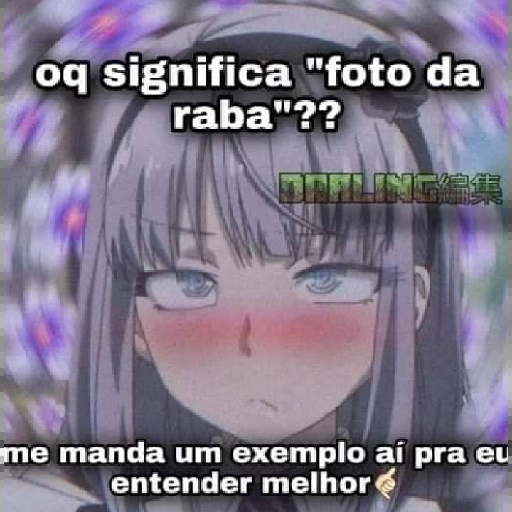 oq significa "foto da
raba"??
DARLING編集
me manda um exemplo aí pra eu
entender melhor🤙🏻